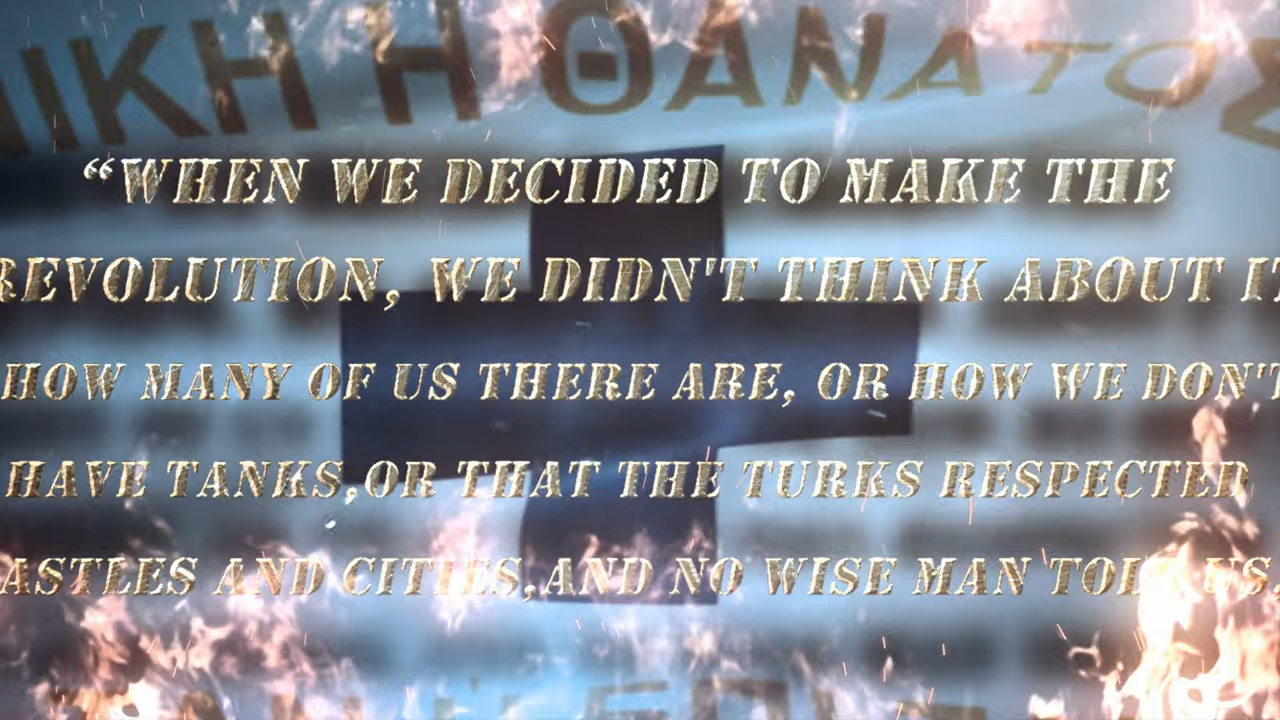 ΝΙΚΗ Η ΘΑΝΑΤΟΣ
“WHEN WE DECIDED TO MAKE THE
REVOLUTION, WE DIDN'T THINK ABOUT IT
HOW MANY OF US THERE ARE, OR HOW WE DON'T
HAVE TANKS,OR THAT THE TURKS RESPECTED
ASTLES AND CITIES,AND NO WISE MAN TOLD US.